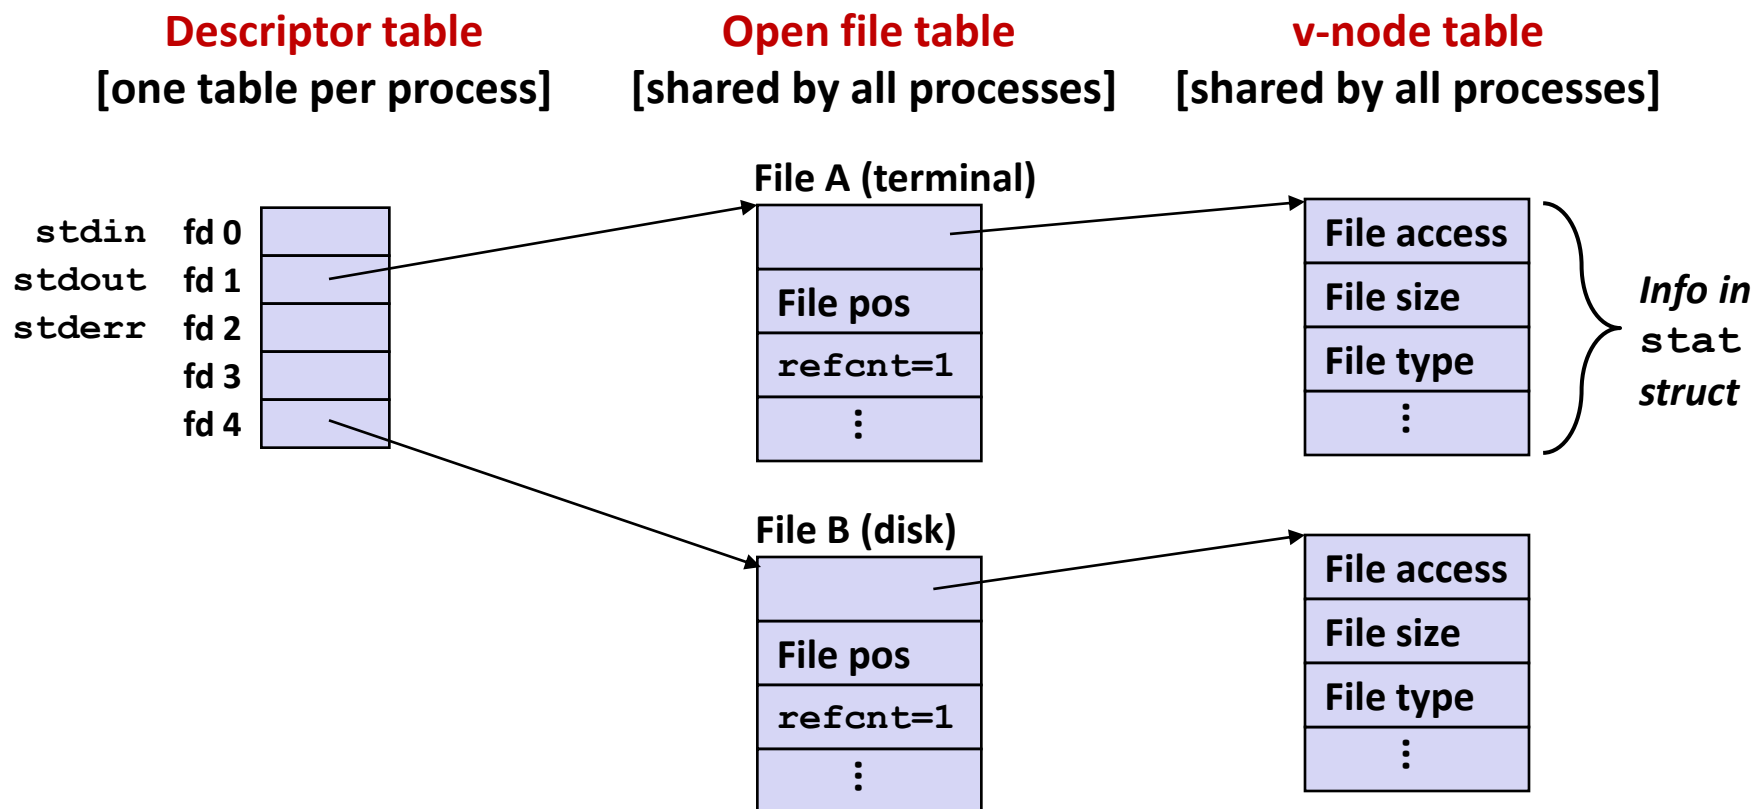 Descriptor table
[one table per process]
Open file table
[shared by all processes]
v-node table
[shared by all processes]
stdin fd 0
stdout fd 1
stderr fd 2
fd 3
fd 4
File A (terminal)
File pos
refcnt=1
⋮
File access
File size
File type
⋮
Info in
stat
struct
File B (disk)
File pos
refcnt=1
⋮
File access
File size
File type
⋮